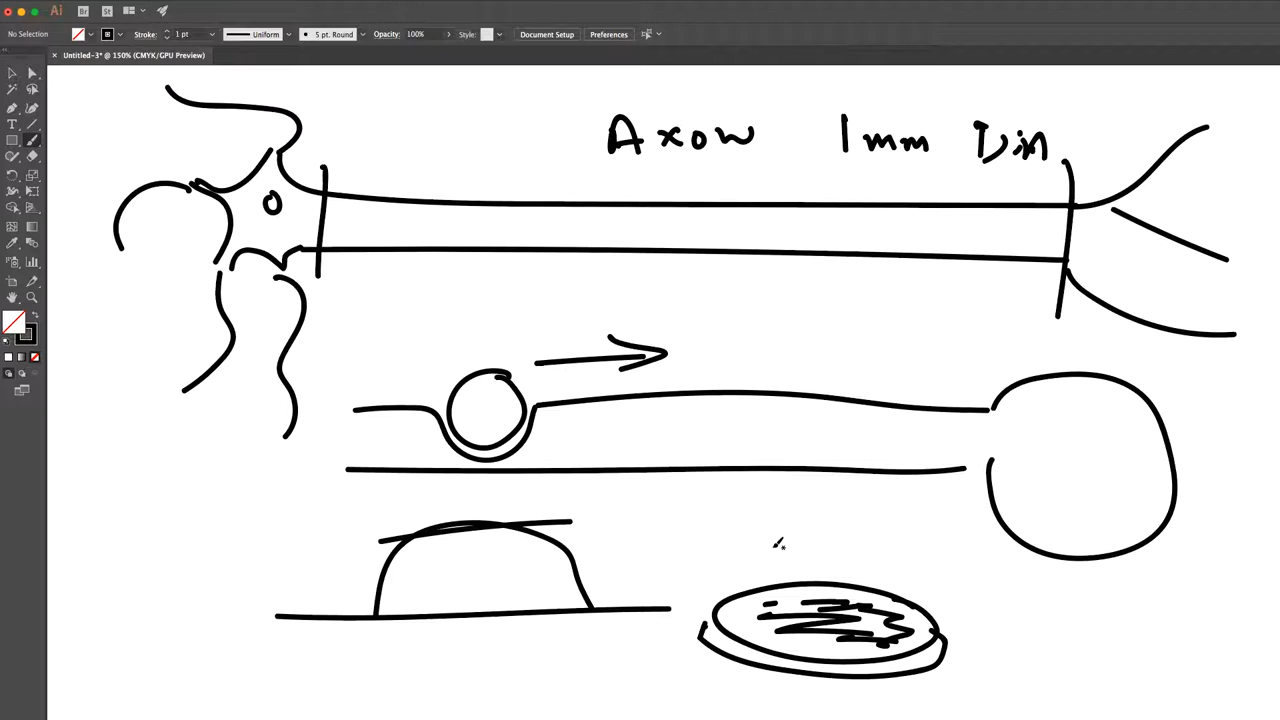 Ai Br St
No Selection Stroke: 1 pt Uniform 5 pt. Round Opacity: 100% Style: Document Setup Preferences
× Untitled-3* @ 150% (CMYK/GPU Preview)
Axow 1mm Dim